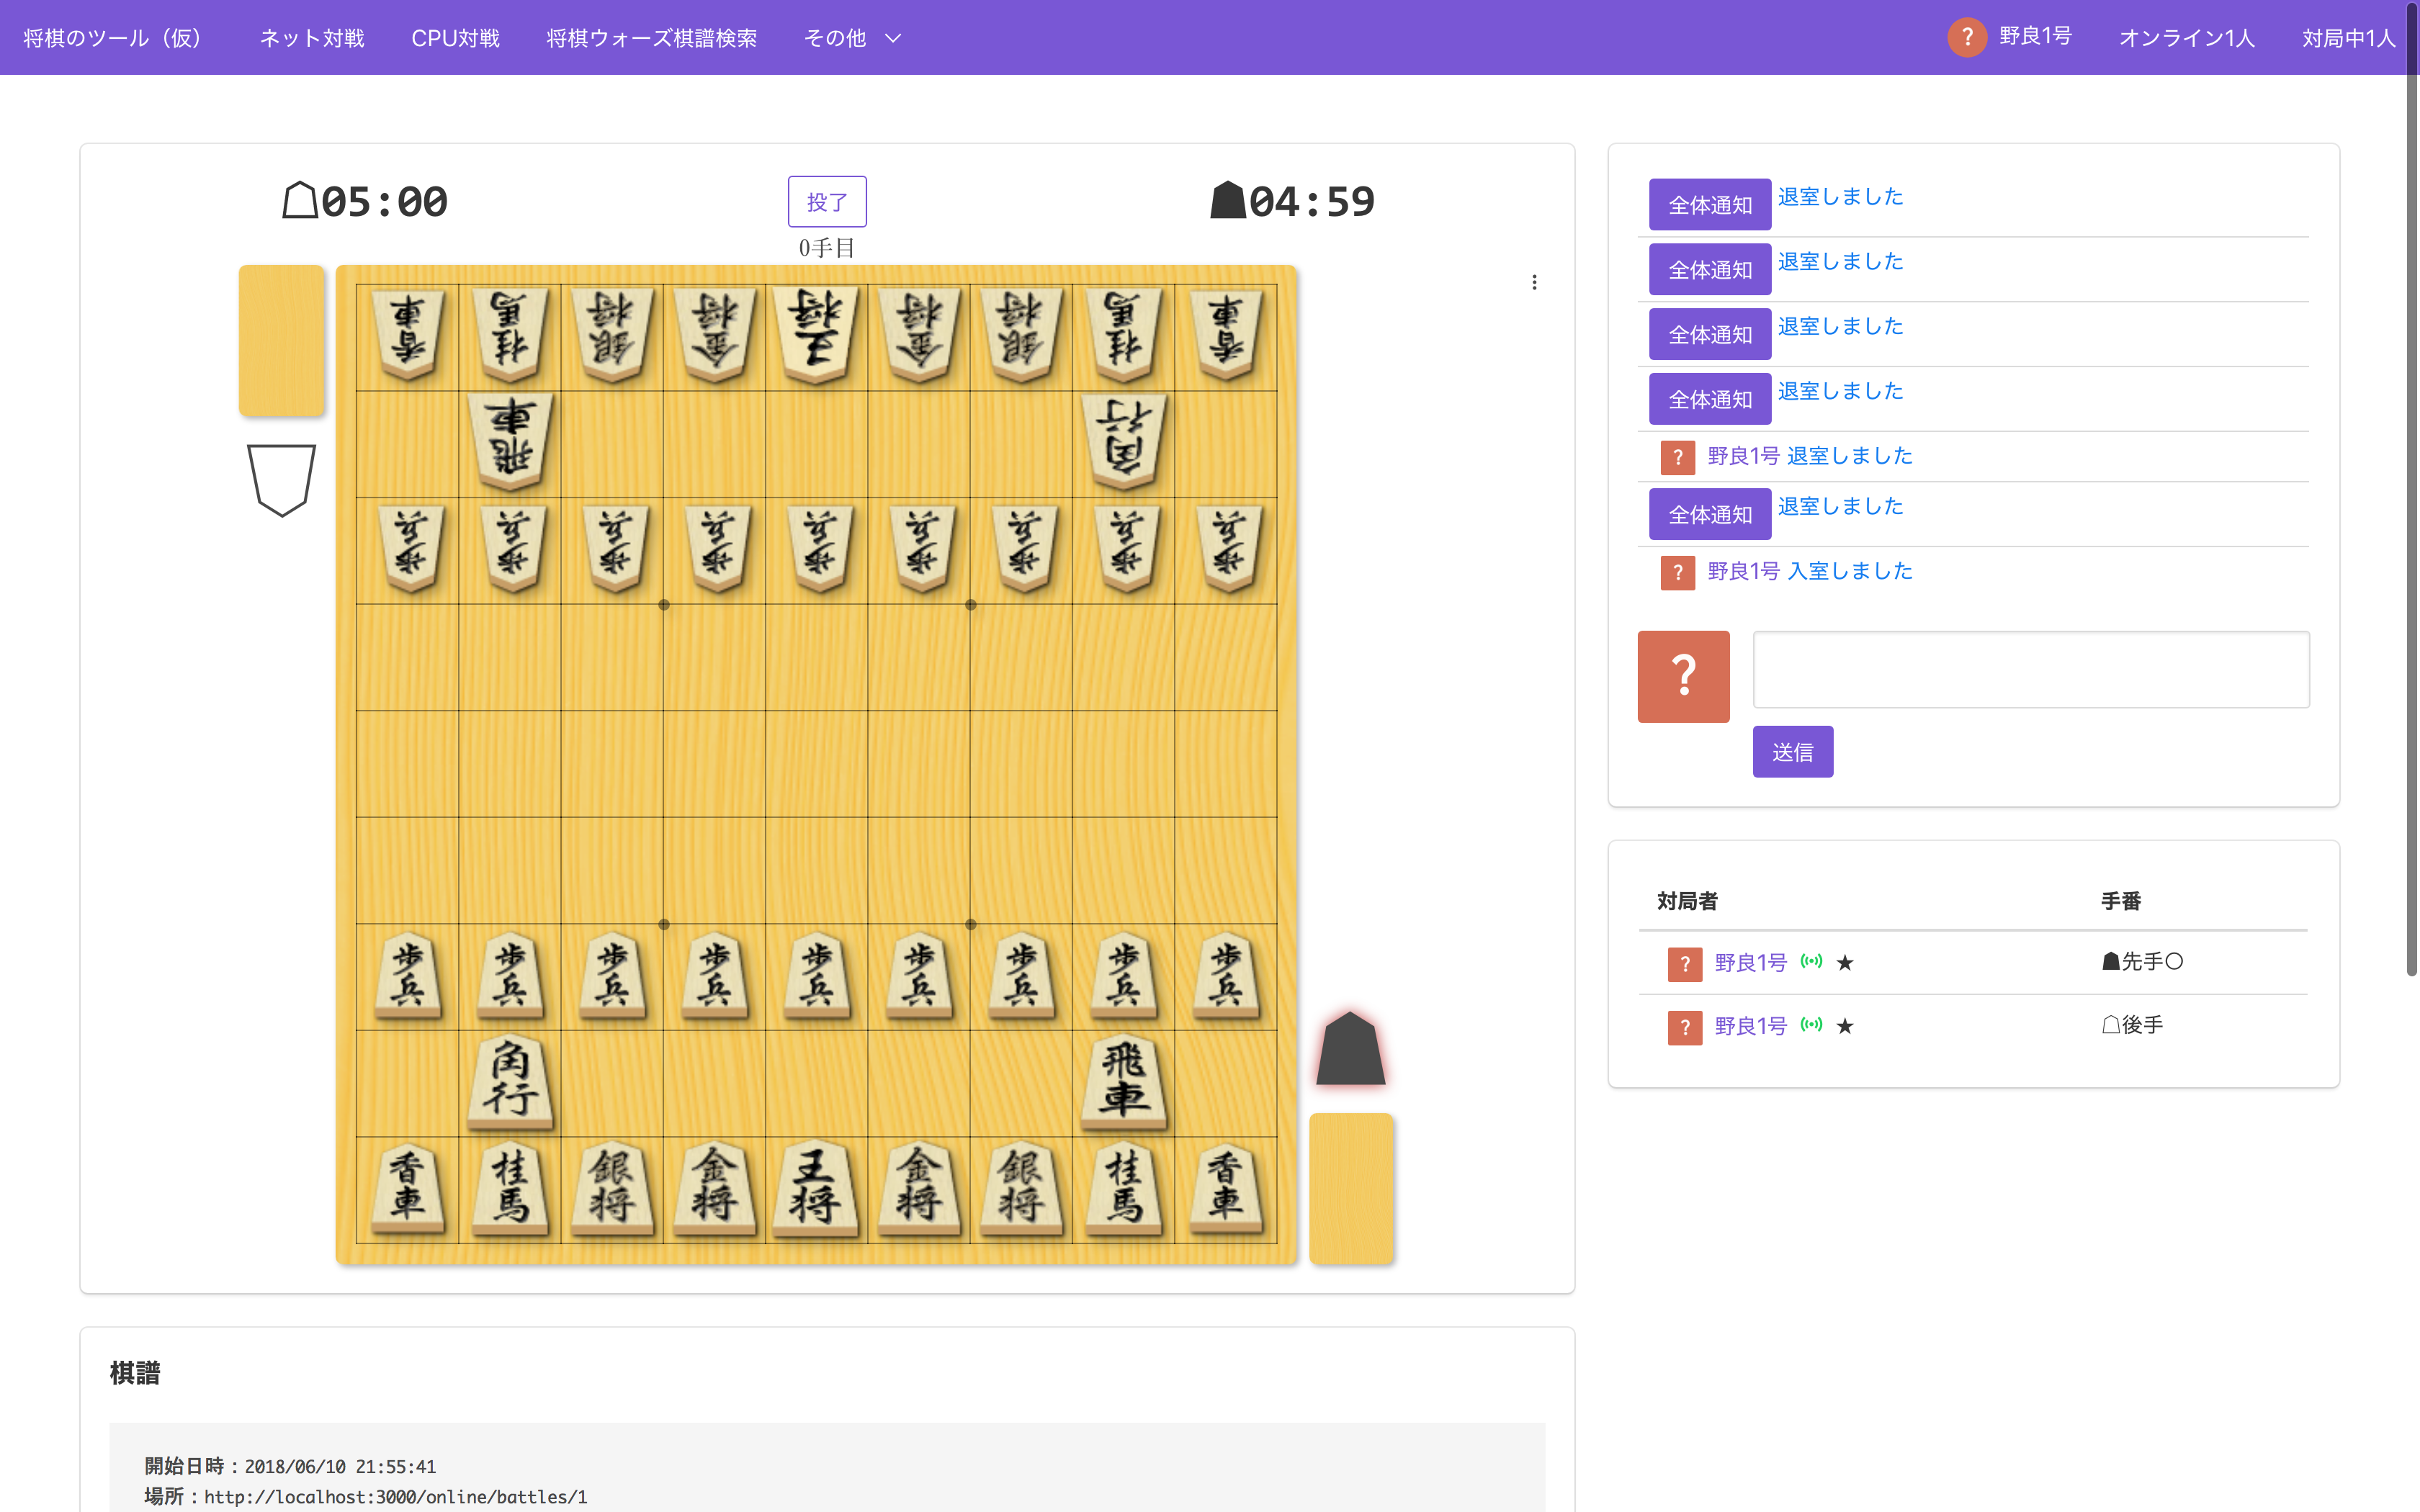 将棋のツール（仮） ネット対戦 CPU対戦 将棋ウォーズ棋譜検索 その他 ? 野良1号 オンライン1人 対局中1人
05:00 投了 04:59
0手目
香車 桂馬 銀将 金将 王将 金将 銀将 桂馬 香車
飛車 角行
歩兵 歩兵 歩兵 歩兵 歩兵 歩兵 歩兵 歩兵 歩兵
歩兵 歩兵 歩兵 歩兵 歩兵 歩兵 歩兵 歩兵 歩兵
角行 飛車
香車 桂馬 銀将 金将 王将 金将 銀将 桂馬 香車
全体通知 退室しました
全体通知 退室しました
全体通知 退室しました
全体通知 退室しました
? 野良1号 退室しました
全体通知 退室しました
? 野良1号 入室しました
?
送信
対局者 手番
? 野良1号 ★ ☗先手○
? 野良1号 ★ ☖後手
棋譜
開始日時：2018/06/10 21:55:41
場所：http://localhost:3000/online/battles/1